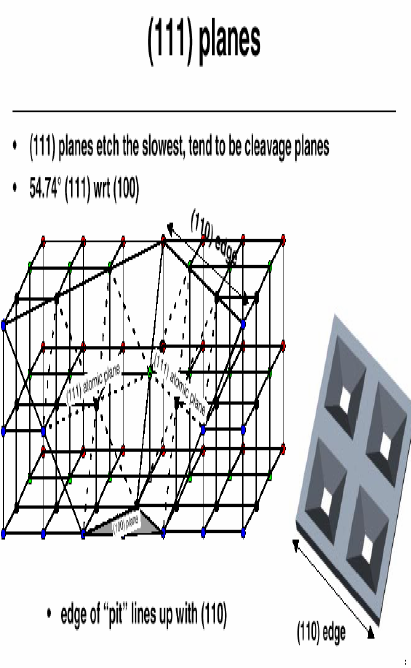 (111) planes
• (111) planes etch the slowest, tend to be cleavage planes
• 54.74° (111) wrt (100)
(110) edge
(111) atomic plane
(111) atomic plane
(100) plane
• edge of “pit” lines up with (110)
(110) edge